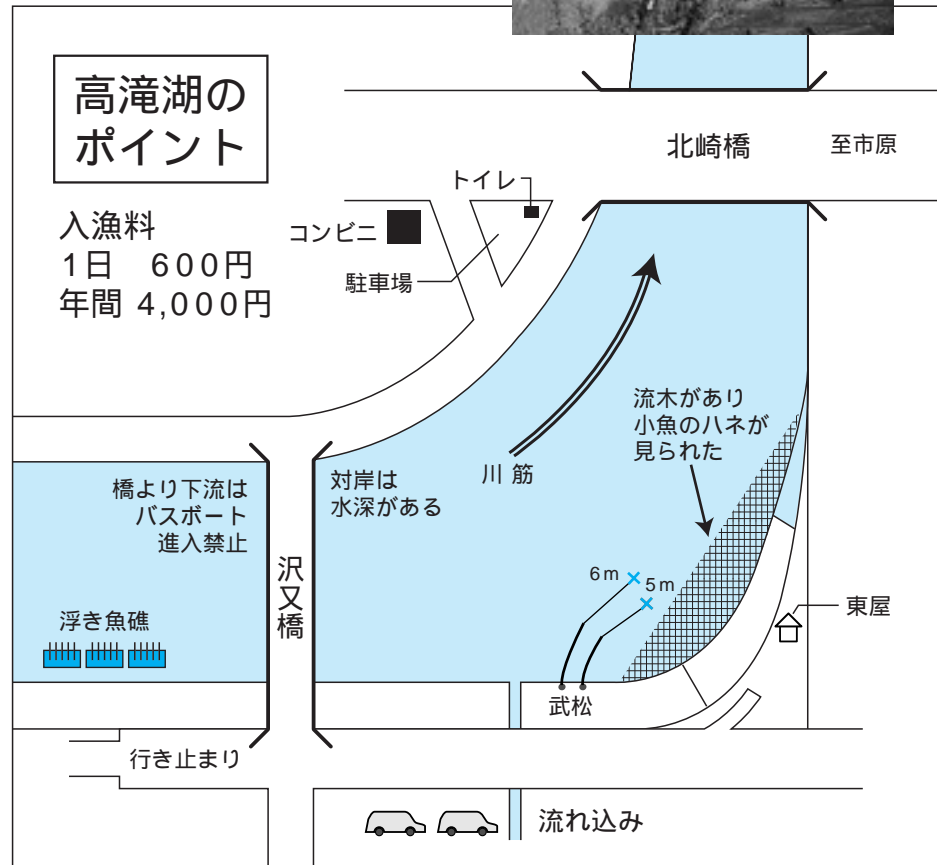 高滝湖の
ポイント
入漁料
1日　600円
年間 4,000円
北崎橋
至市原
トイレ
コンビニ
駐車場
流木があり
小魚のハネが
見られた
川筋
対岸は
水深がある
橋より下流は
バスボート
進入禁止
沢又橋
浮き魚礁
6m
5m
東屋
武松
行き止まり
流れ込み